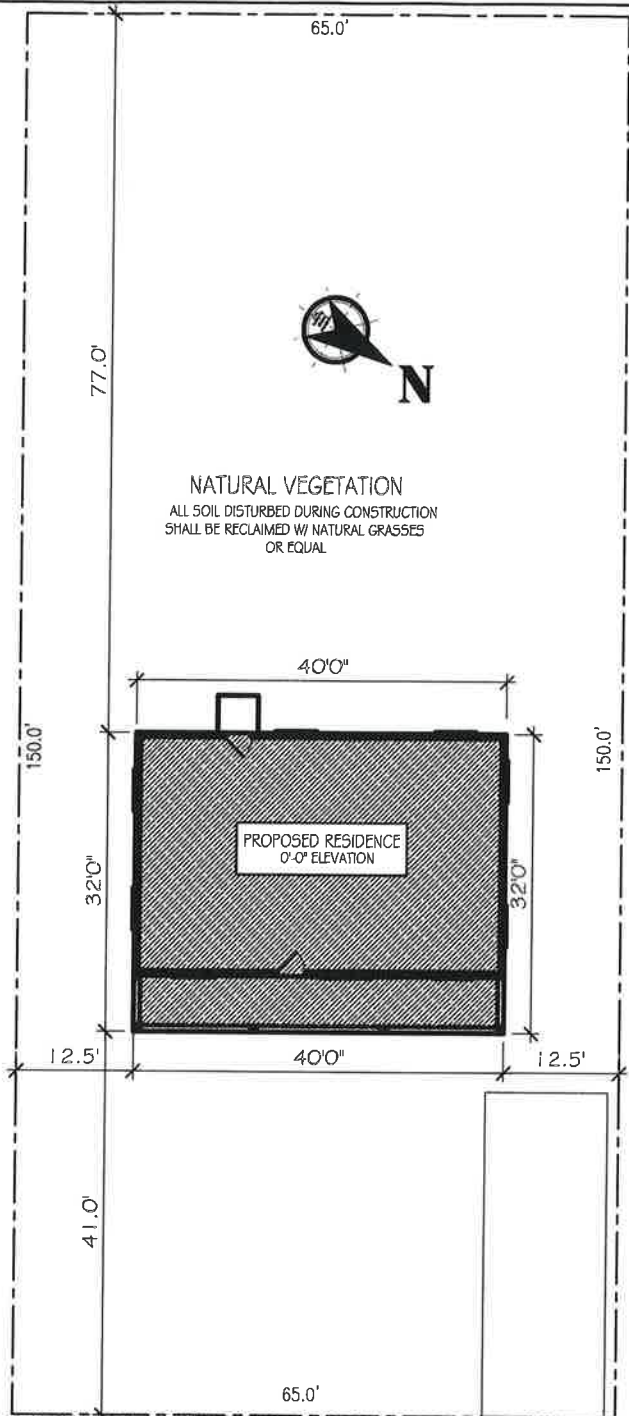 65.0'
77.0'
N
NATURAL VEGETATION
ALL SOIL DISTURBED DURING CONSTRUCTION
SHALL BE RECLAIMED W/ NATURAL GRASSES
OR EQUAL
40'0"
150.0'
150.0'
PROPOSED RESIDENCE
0'-0" ELEVATION
32'0"
32'0"
12.5'
40'0"
12.5'
41.0'
65.0'